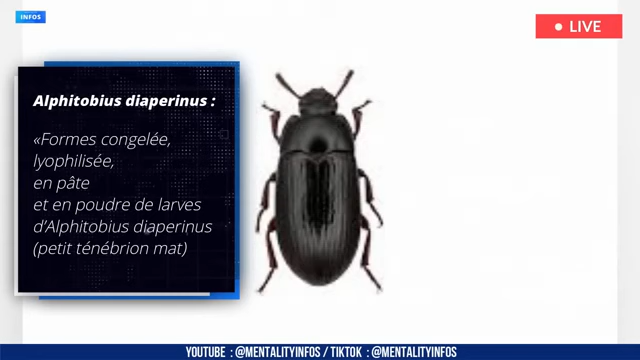 INFOS
LIVE
Alphitobius diaperinus :
«Formes congelée,
lyophilisée,
en pâte
et en poudre de larves
d'Alphitobius diaperinus
(petit ténébrion mat)
YOUTUBE : @MENTALITYINFOS / TIKTOK : @MENTALITYINFOS